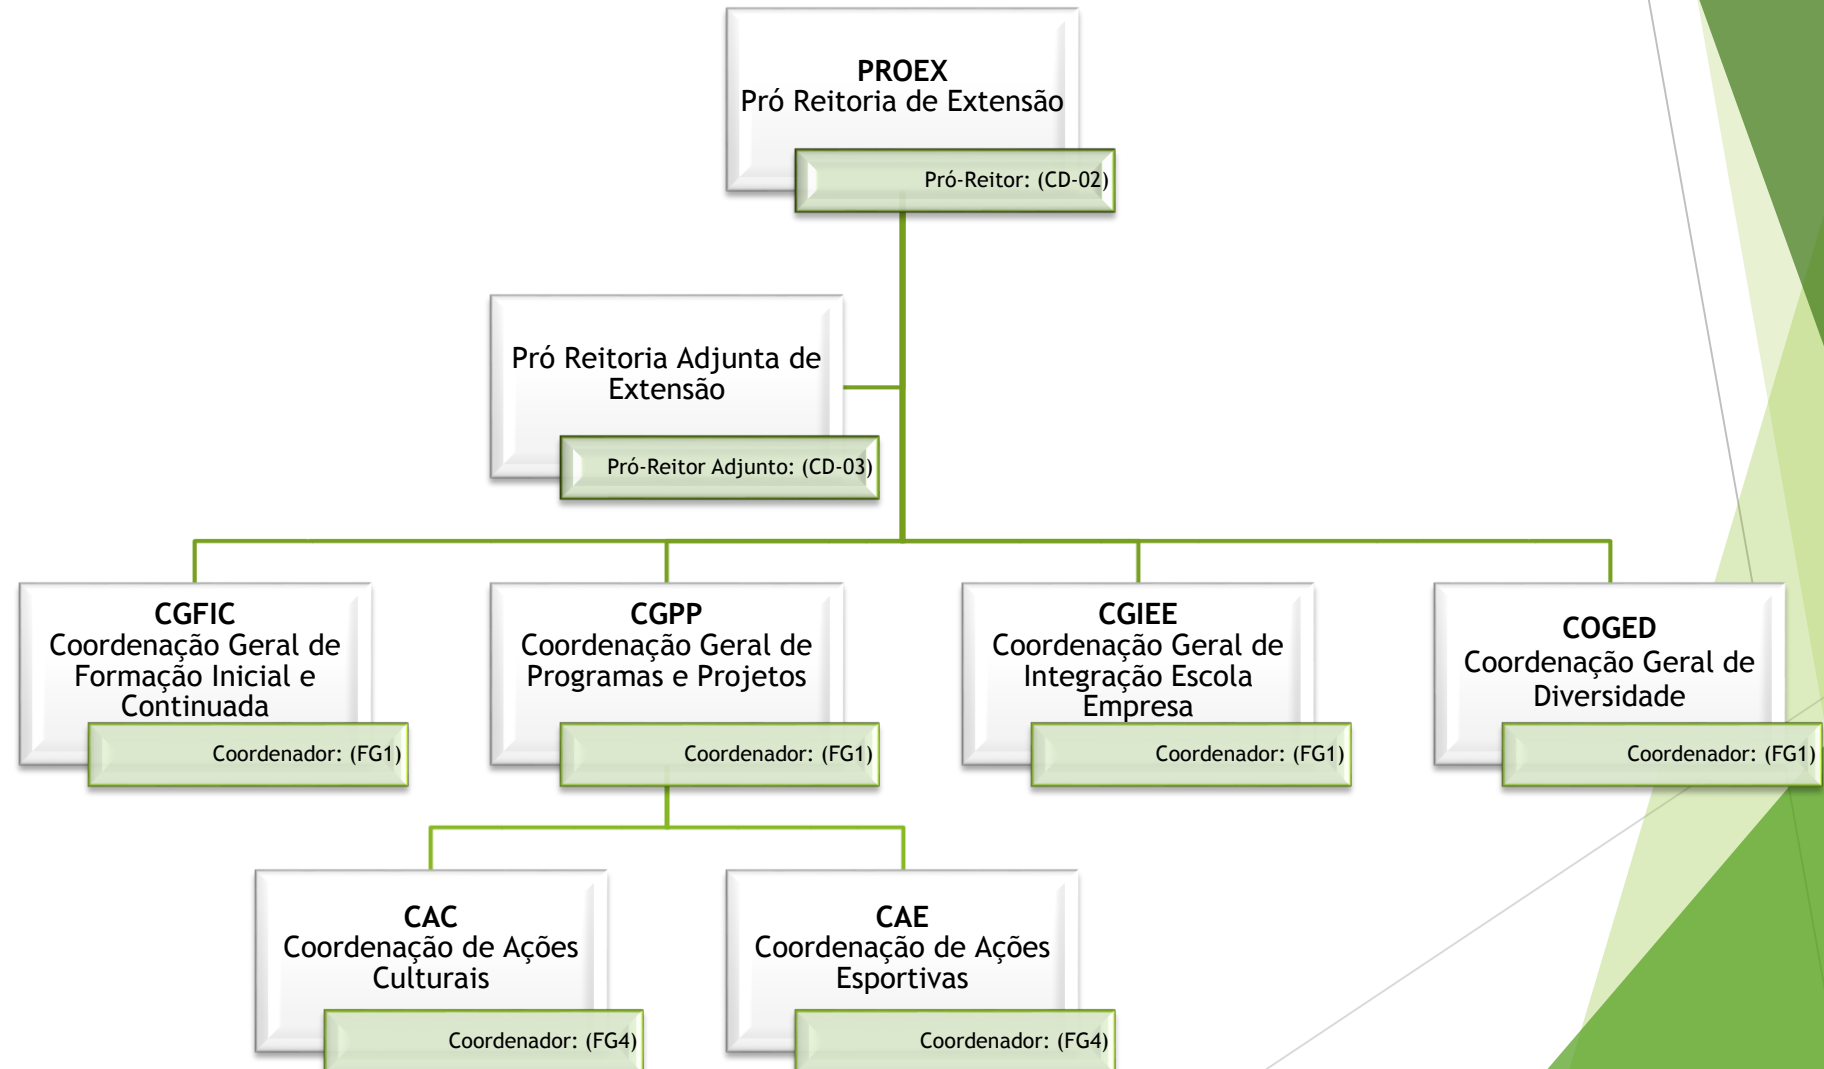 PROEX
Pró Reitoria de Extensão
Pró-Reitor: (CD-02)
Pró Reitoria Adjunta de
Extensão
Pró-Reitor Adjunto: (CD-03)
CGFIC
Coordenação Geral de
Formação Inicial e
Continuada
Coordenador: (FG1)
CGPP
Coordenação Geral de
Programas e Projetos
Coordenador: (FG1)
CGIEE
Coordenação Geral de
Integração Escola
Empresa
Coordenador: (FG1)
COGED
Coordenação Geral de
Diversidade
Coordenador: (FG1)
CAC
Coordenação de Ações
Culturais
Coordenador: (FG4)
CAE
Coordenação de Ações
Esportivas
Coordenador: (FG4)